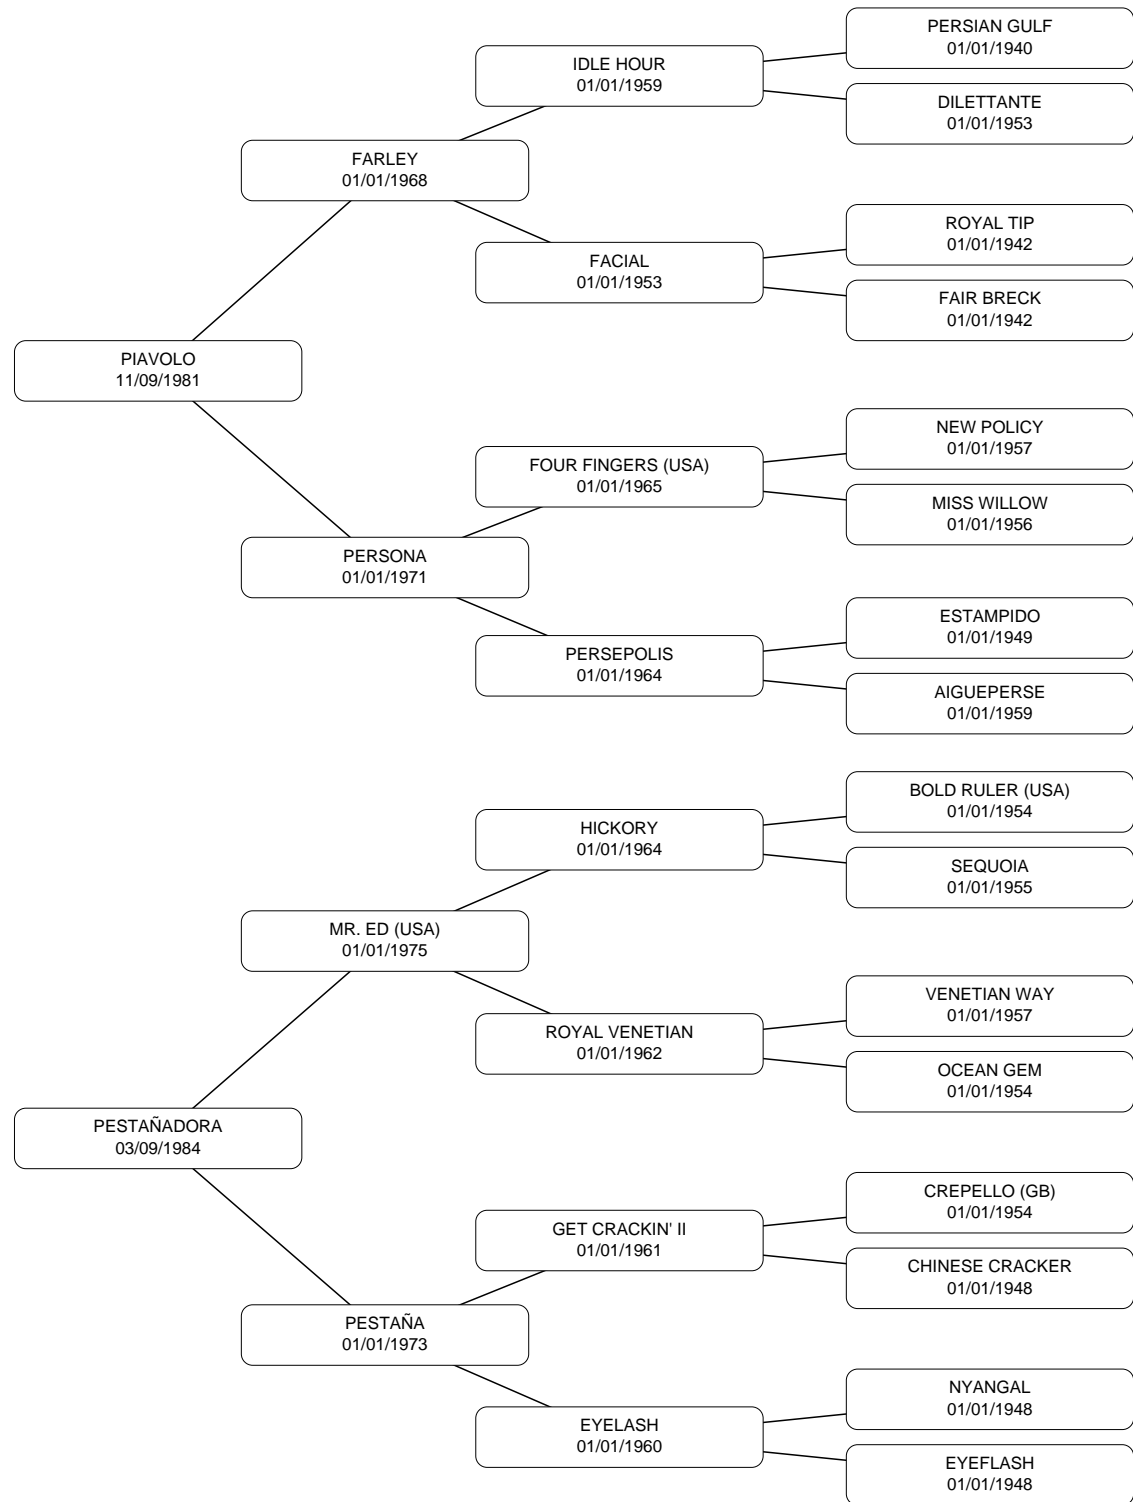 PERSIAN GULF
01/01/1940
IDLE HOUR
01/01/1959
DILETTANTE
01/01/1953
FARLEY
01/01/1968
ROYAL TIP
01/01/1942
FACIAL
01/01/1953
FAIR BRECK
01/01/1942
PIAVOLO
11/09/1981
NEW POLICY
01/01/1957
FOUR FINGERS (USA)
01/01/1965
MISS WILLOW
01/01/1956
PERSONA
01/01/1971
ESTAMPIDO
01/01/1949
PERSEPOLIS
01/01/1964
AIGUEPERSE
01/01/1959
BOLD RULER (USA)
01/01/1954
HICKORY
01/01/1964
SEQUOIA
01/01/1955
MR. ED (USA)
01/01/1975
VENETIAN WAY
01/01/1957
ROYAL VENETIAN
01/01/1962
OCEAN GEM
01/01/1954
PESTAÑADORA
03/09/1984
CREPELLO (GB)
01/01/1954
GET CRACKIN' II
01/01/1961
CHINESE CRACKER
01/01/1948
PESTAÑA
01/01/1973
NYANGAL
01/01/1948
EYELASH
01/01/1960
EYEFLASH
01/01/1948